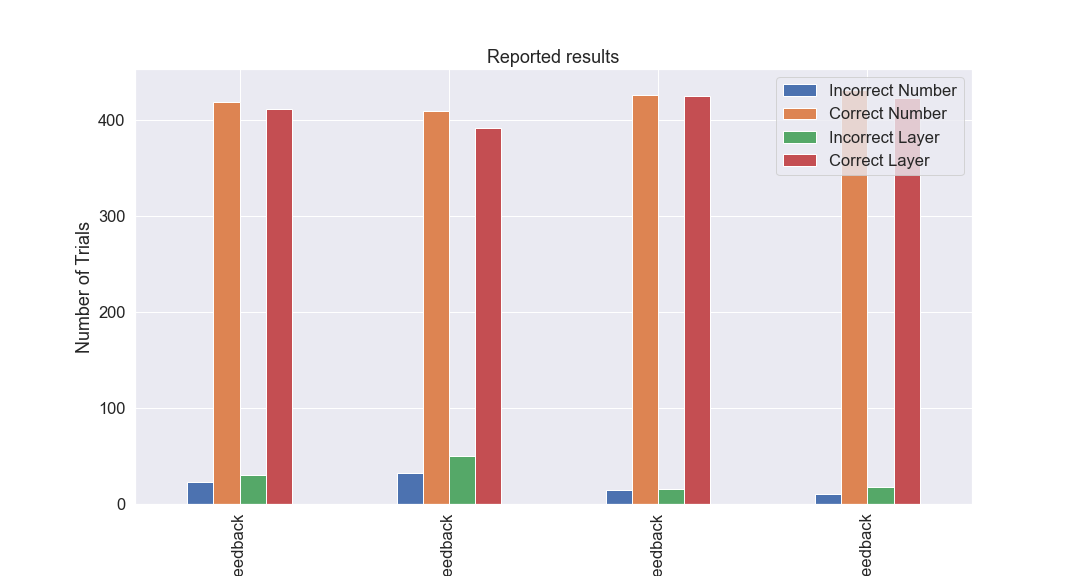 Reported results
Incorrect Number
Correct Number
Incorrect Layer
Correct Layer
Number of Trials
400
300
200
100
0
eedback
eedback
eedback
eedback